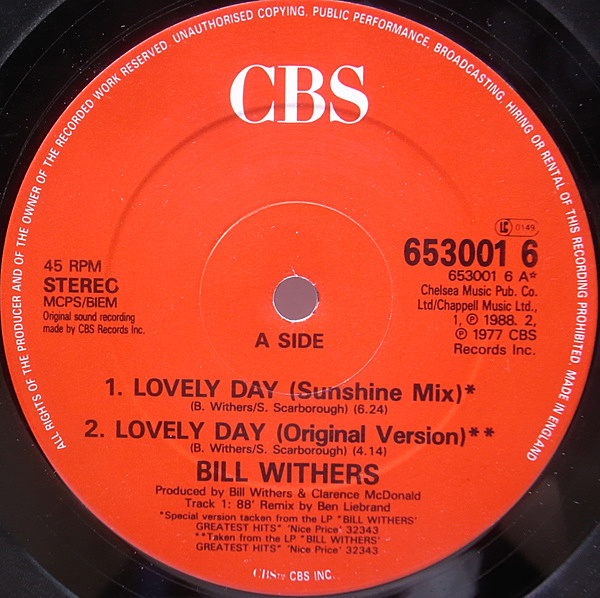 ALL RIGHTS OF THE PRODUCER AND OF THE OWNER OF THE RECORDED WORK RESERVED. UNAUTHORISED COPYING, PUBLIC PERFORMANCE, BROADCASTING, HIRING OR RENTAL OF THIS RECORDING PROHIBITED. MADE IN ENGLAND
CBS
LC 0149
45 RPM
STEREO
MCPS/BIEM
Original sound recording
made by CBS Records Inc.
653001 6
653001 6 A*
Chelsea Music Pub. Co.
Ltd/Chappell Music Ltd.,
1, ℗ 1988. 2,
℗ 1977 CBS
Records Inc.
A SIDE
1. LOVELY DAY (Sunshine Mix)*
(B. Withers/S. Scarborough) (6.24)
2. LOVELY DAY (Original Version)**
(B. Withers/S. Scarborough) (4.14)
BILL WITHERS
Produced by Bill Withers & Clarence McDonald
Track 1: 88' Remix by Ben Liebrand
*Special version tacken from the LP "BILL WITHERS'
GREATEST HITS" 'Nice Price' 32343
**Taken from the LP "BILL WITHERS'
GREATEST HITS" 'Nice Price' 32343
CBS TM CBS INC.